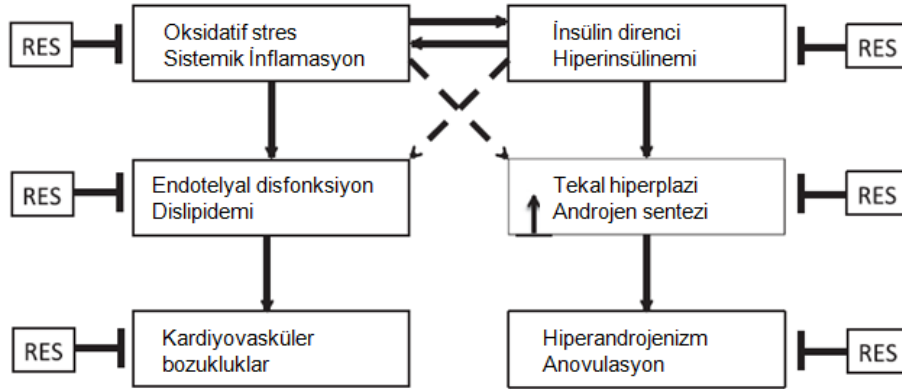 RES
Oksidatif stres
Sistemik İnflamasyon
İnsülin direnci
Hiperinsülinemi
RES
RES
Endotelyal disfonksiyon
Dislipidemi
Tekal hiperplazi
Androjen sentezi
RES
RES
Kardiyovasküler
bozukluklar
Hiperandrojenizm
Anovulasyon
RES